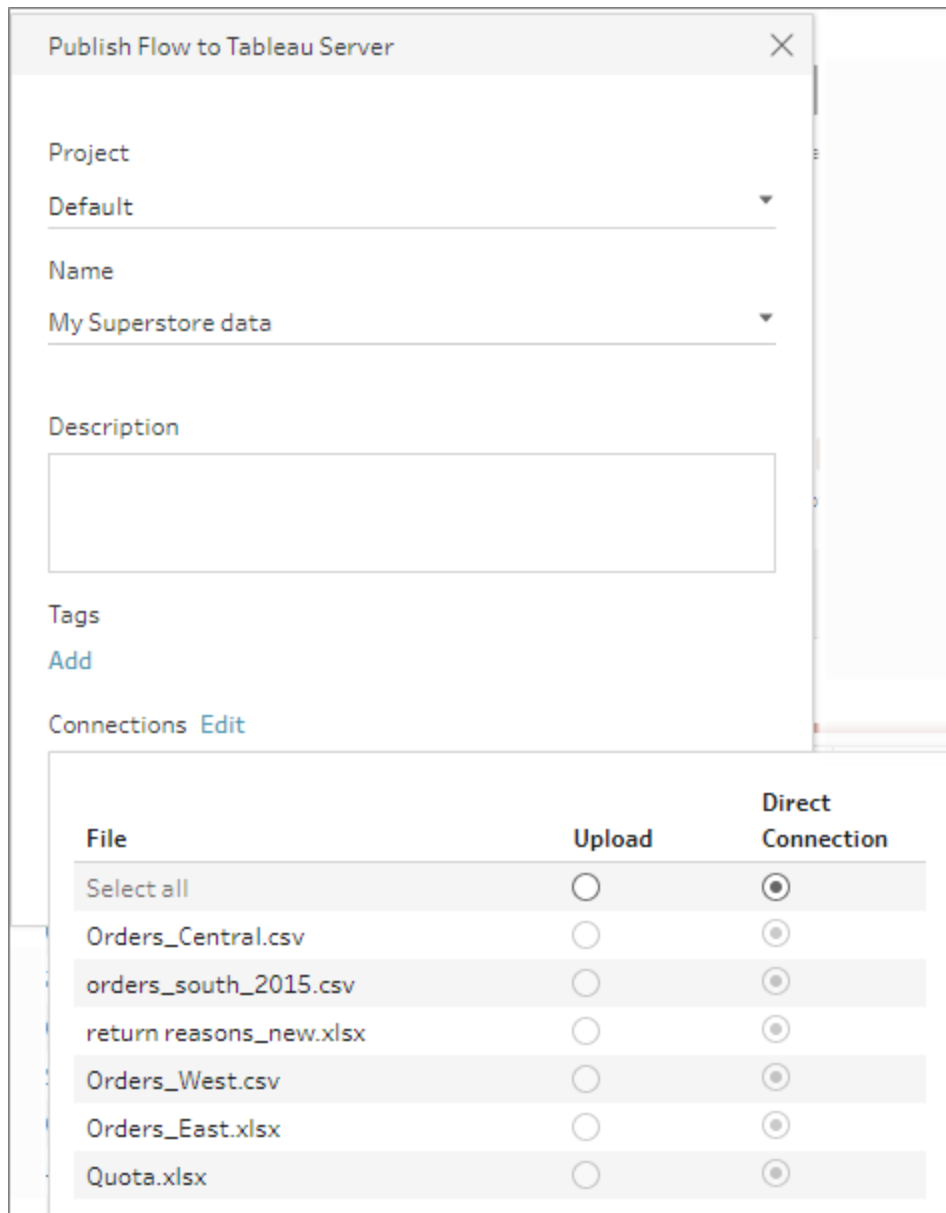 Publish Flow to Tableau Server
Project
Default
Name
My Superstore data
Description
Tags
Add
Connections Edit
Direct
File Upload Connection
Select all
Orders_Central.csv
orders_south_2015.csv
return reasons_new.xlsx
Orders_West.csv
Orders_East.xlsx
Quota.xlsx